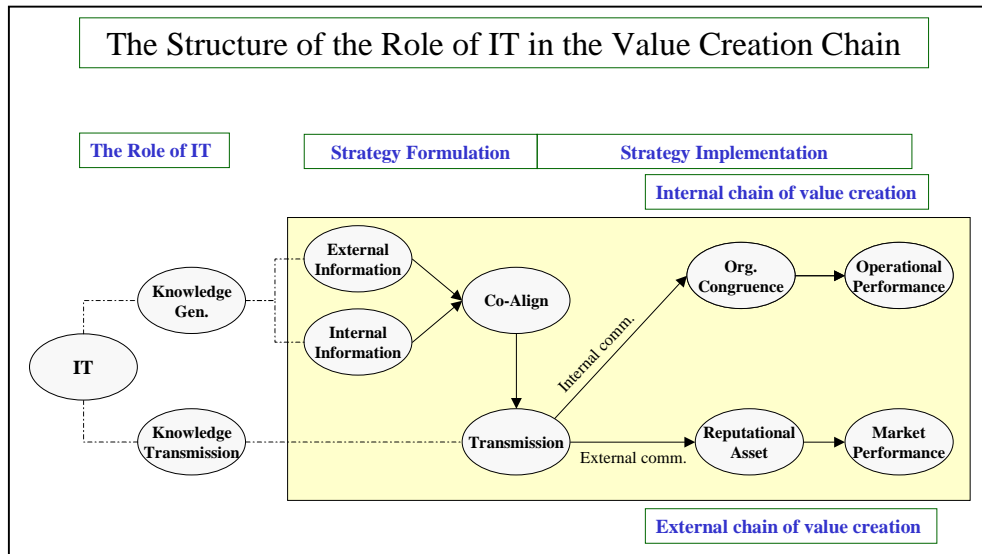 The Structure of the Role of IT in the Value Creation Chain
The Role of IT
Strategy Formulation
Strategy Implementation
Internal chain of value creation
External
Information
Org.
Congruence
Operational
Performance
Knowledge
Gen.
Co-Align
Internal
Information
Internal comm.
IT
Knowledge
Transmission
Transmission
External comm.
Reputational
Asset
Market
Performance
External chain of value creation